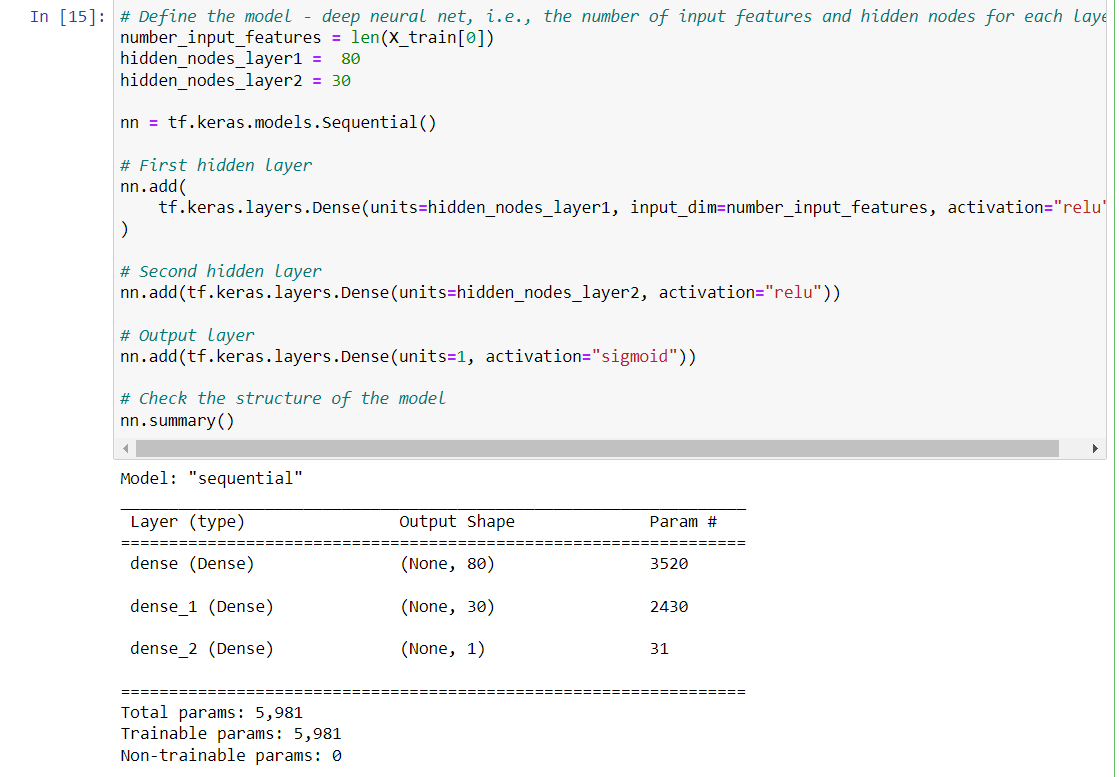 In [15]: # Define the model - deep neural net, i.e., the number of input features and hidden nodes for each laye
number_input_features = len(X_train[0])
hidden_nodes_layer1 =  80
hidden_nodes_layer2 = 30
nn = tf.keras.models.Sequential()
# First hidden layer
nn.add(
    tf.keras.layers.Dense(units=hidden_nodes_layer1, input_dim=number_input_features, activation="relu"
)
# Second hidden layer
nn.add(tf.keras.layers.Dense(units=hidden_nodes_layer2, activation="relu"))
# Output layer
nn.add(tf.keras.layers.Dense(units=1, activation="sigmoid"))
# Check the structure of the model
nn.summary()
Model: "sequential"
Layer (type) Output Shape Param #
=================================================================
dense (Dense) (None, 80) 3520
dense_1 (Dense) (None, 30) 2430
dense_2 (Dense) (None, 1) 31
=================================================================
Total params: 5,981
Trainable params: 5,981
Non-trainable params: 0